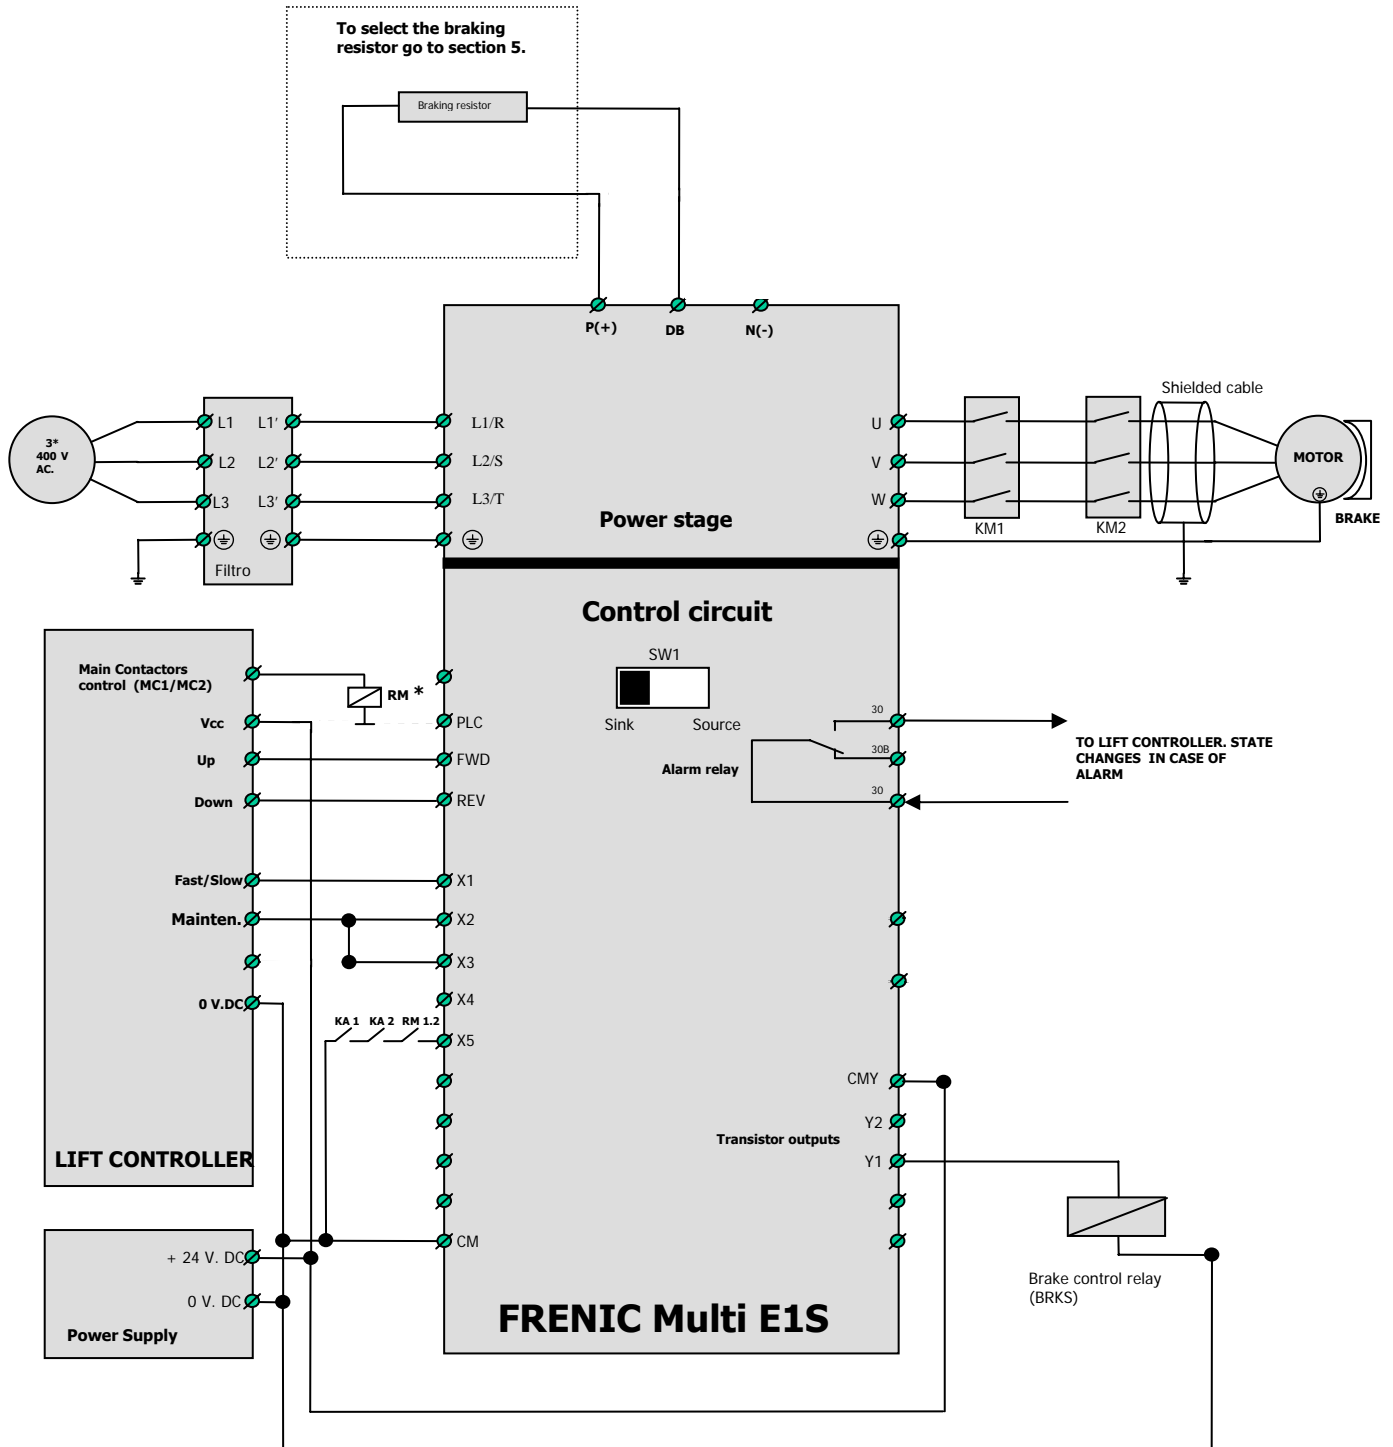 To select the braking
resistor go to section 5.
Braking resistor
P(+)
DB
N(-)
Shielded cable
3*
400 V
AC.
L1
L1'
L1/R
U
L2
L2'
L2/S
V
MOTOR
L3
L3'
L3/T
W
Power stage
KM1
KM2
BRAKE
Filtro
Control circuit
SW1
Sink
Source
Main Contactors
control (MC1/MC2)
RM *
Vcc
PLC
30
Up
FWD
30B
Alarm relay
TO LIFT CONTROLLER. STATE
CHANGES IN CASE OF
ALARM
Down
REV
30
Fast/Slow
X1
Mainten.
X2
X3
0 V.DC
X4
KA 1
KA 2
RM 1.2
X5
CMY
Y2
Transistor outputs
Y1
LIFT CONTROLLER
CM
+ 24 V. DC
0 V. DC
Power Supply
Brake control relay
(BRKS)
FRENIC Multi E1S